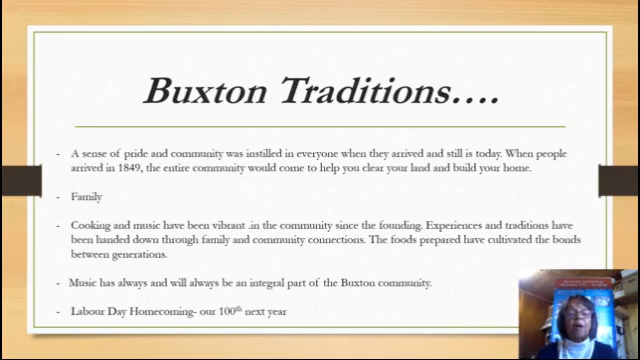 Buxton Traditions….
- A sense of pride and community was instilled in everyone when they arrived and still is today. When people
arrived in 1849, the entire community would come to help you clear your land and build your home.
- Family
- Cooking and music have been vibrant .in the community since the founding. Experiences and traditions have
been handed down through family and community connections. The foods prepared have cultivated the bonds
between generations.
- Music has always and will always be an integral part of the Buxton community.
- Labour Day Homecoming- our 100th next year